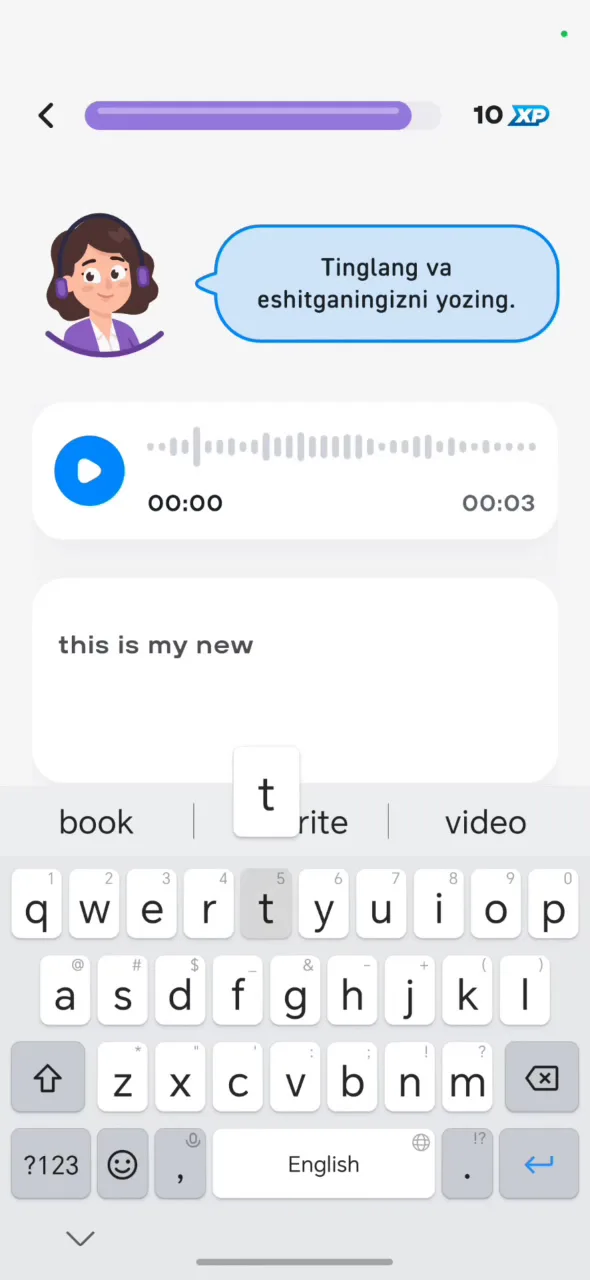 10 XP
Tinglang va
eshitganingizni yozing.
00:00 00:03
this is my new
t
book rite video
1 2 3 4 5 6 7 8 9 0
q w e r t y u i o p
@ # $ _ & - + ( )
a s d f g h j k l
* " ' : ; ! ?
z x c v b n m
!?
?123 , English .